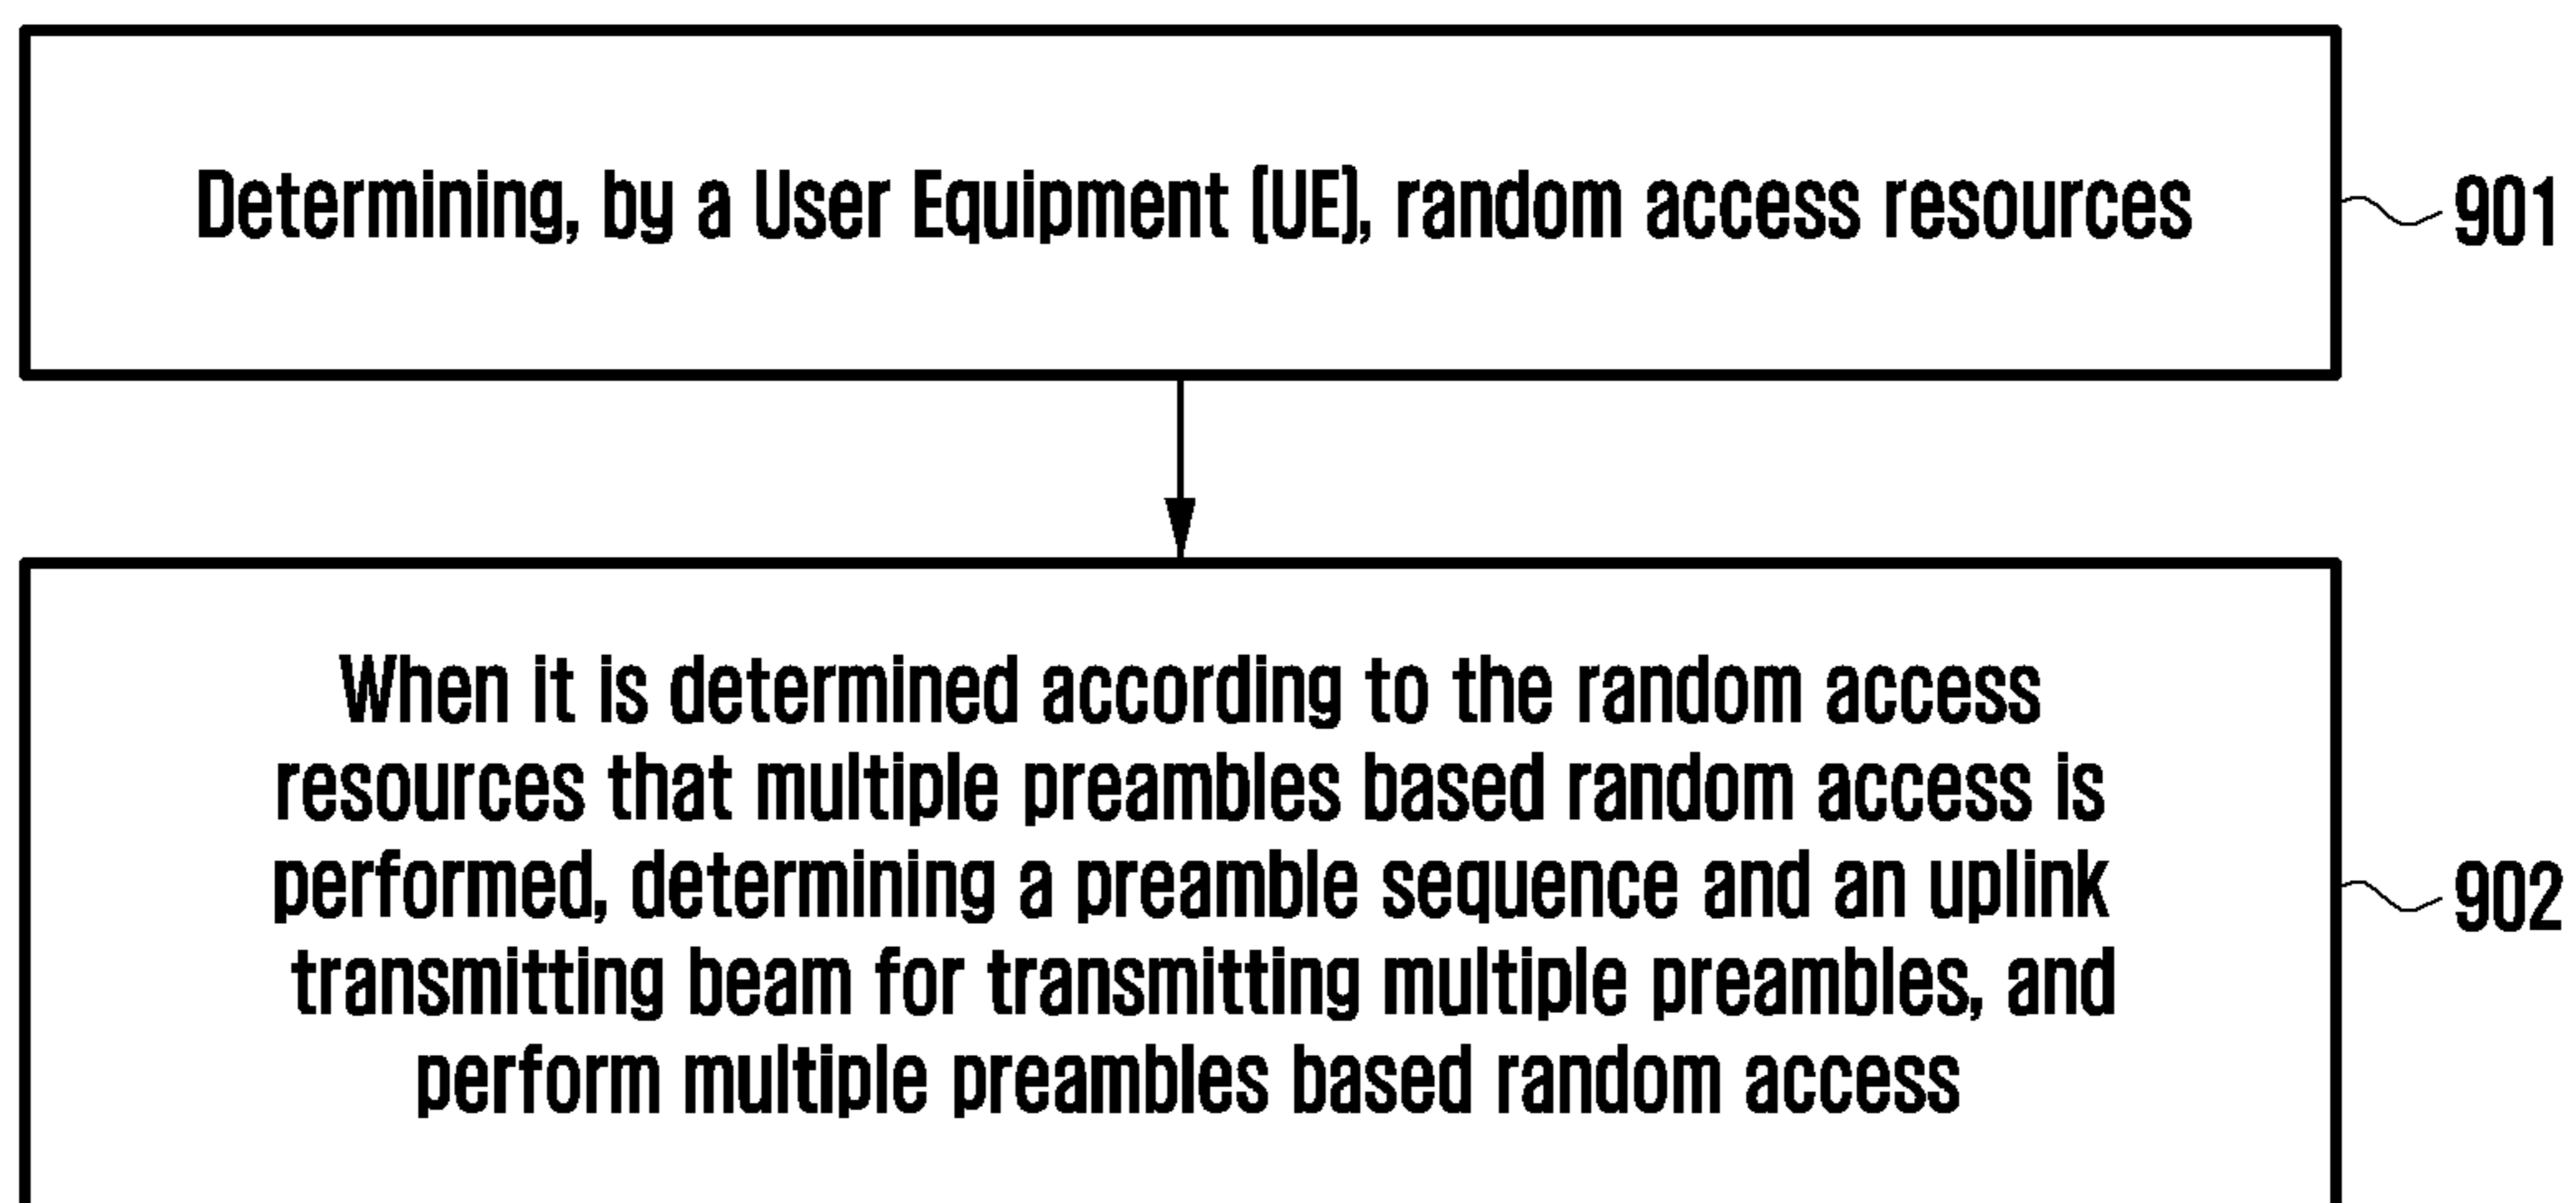 Determining, by a User Equipment (UE), random access resources
901
When it is determined according to the random access
resources that multiple preambles based random access is
performed, determining a preamble sequence and an uplink
transmitting beam for transmitting multiple preambles, and
perform multiple preambles based random access
902